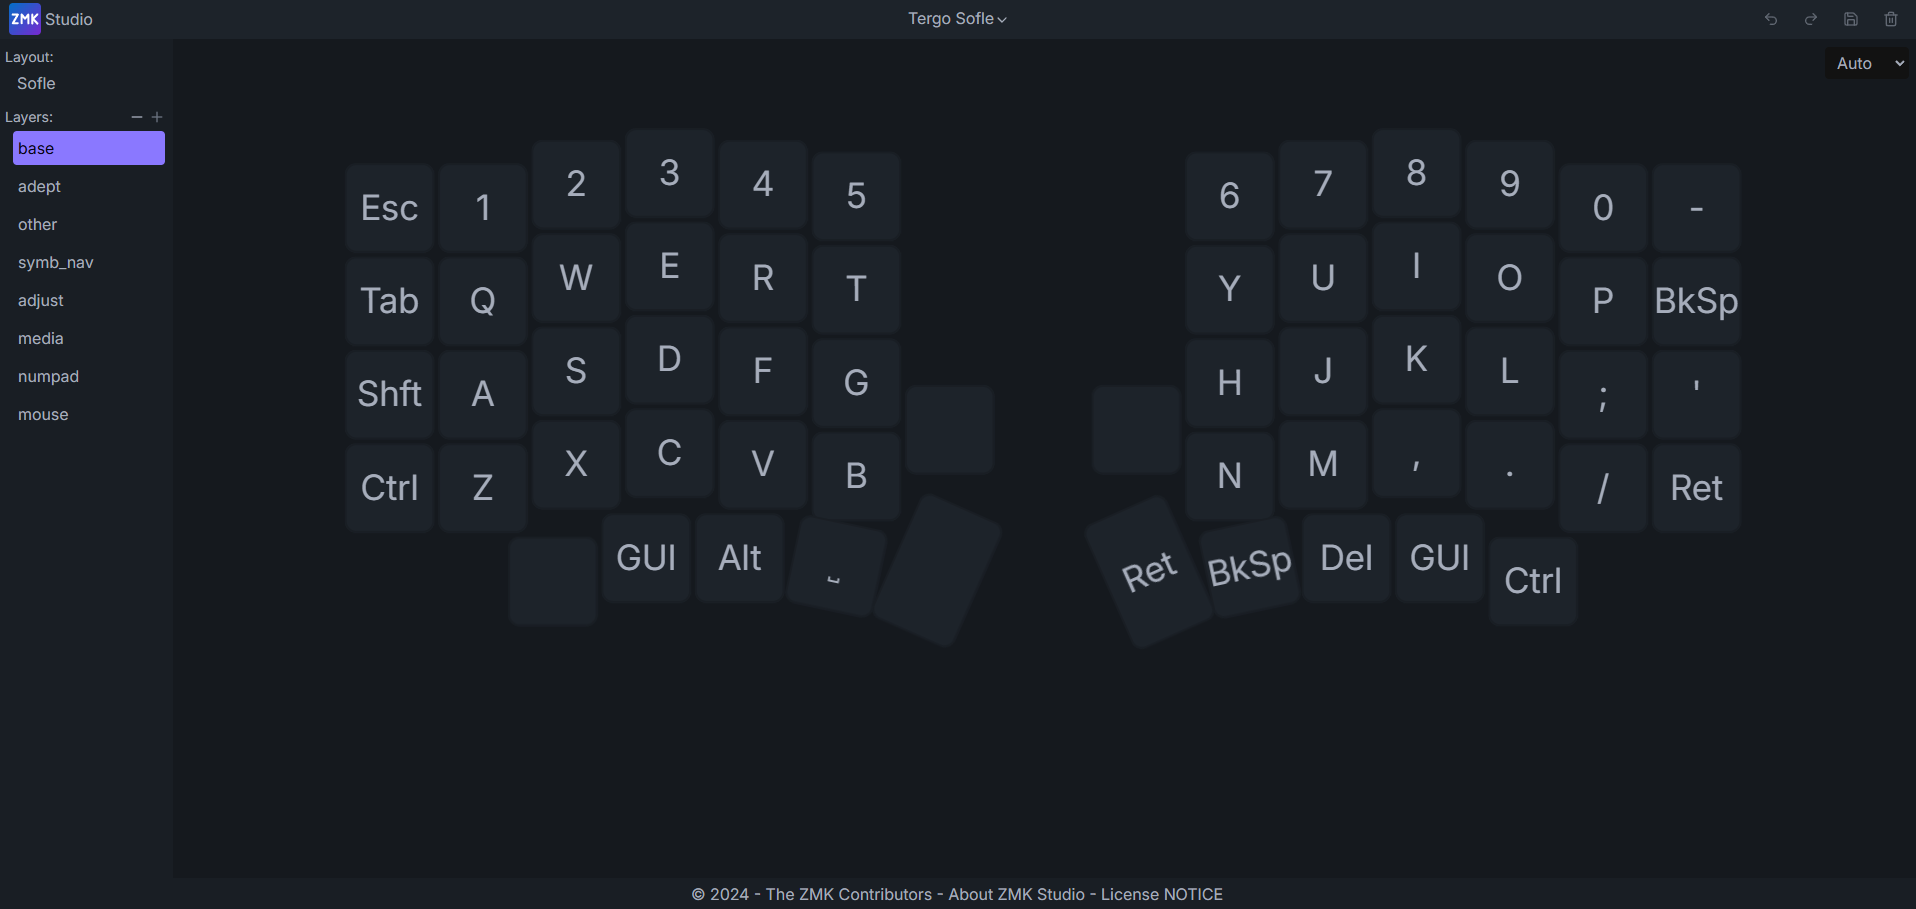 ZMK Studio
Tergo Sofle
Layout:
Sofle
Auto
Layers:
base
adept
other
symb_nav
adjust
media
numpad
mouse
Esc 1 2 3 4 5 6 7 8 9 0 -
Tab Q W E R T Y U I O P BkSp
Shft A S D F G H J K L ; '
Ctrl Z X C V B N M , . / Ret
GUI Alt ⎵ Ret BkSp Del GUI Ctrl
© 2024 - The ZMK Contributors - About ZMK Studio - License NOTICE